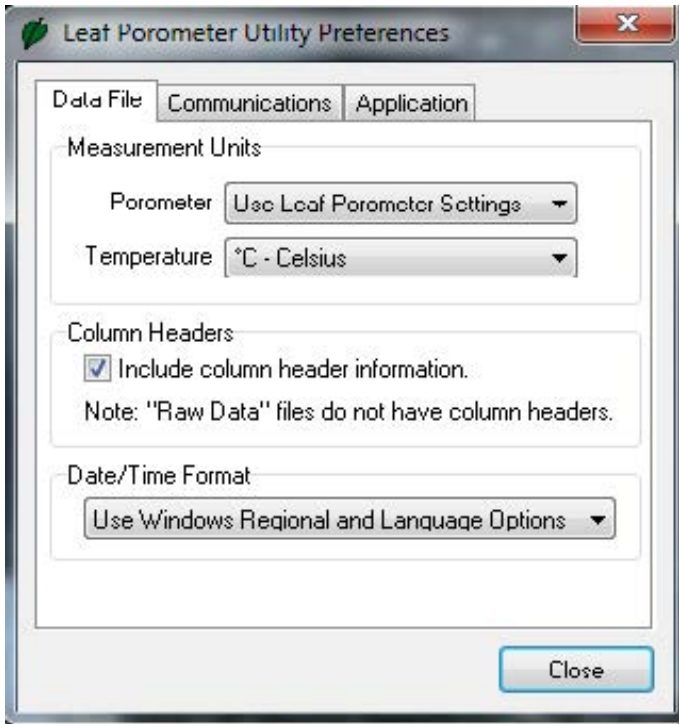 Leaf Porometer Utility Preferences
Data File Communications Application
Measurement Units
Porometer Use Leaf Porometer Settings
Temperature °C - Celsius
Column Headers
Include column header information.
Note: "Raw Data" files do not have column headers.
Date/Time Format
Use Windows Regional and Language Options
Close